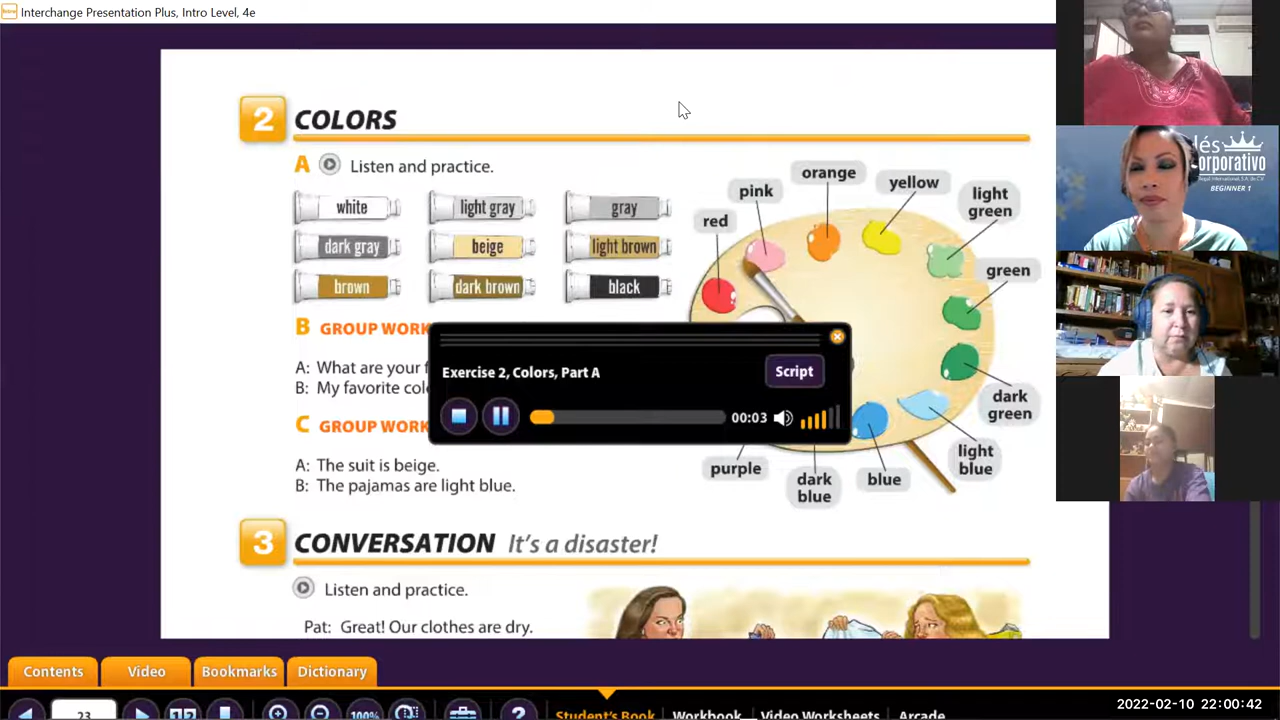 Interchange Presentation Plus, Intro Level, 4e
2 COLORS
A Listen and practice.
white light gray gray
dark gray beige light brown
brown dark brown black
red
pink
orange
yellow
light
green
green
dark
green
light
blue
blue
dark
blue
purple
B GROUP WORK
A: What are your
B: My favorite
C GROUP WORK
A: The suit is beige.
B: The pajamas are light blue.
Exercise 2, Colors, Part A
Script
00:03
3 CONVERSATION It's a disaster!
Listen and practice.
Pat: Great! Our clothes are dry.
Contents Video Bookmarks Dictionary
23 100% ? Student's Book Workbook Video Worksheets Arcade
lés
orporativo
BEGINNER 1
2022-02-10 22:00:42